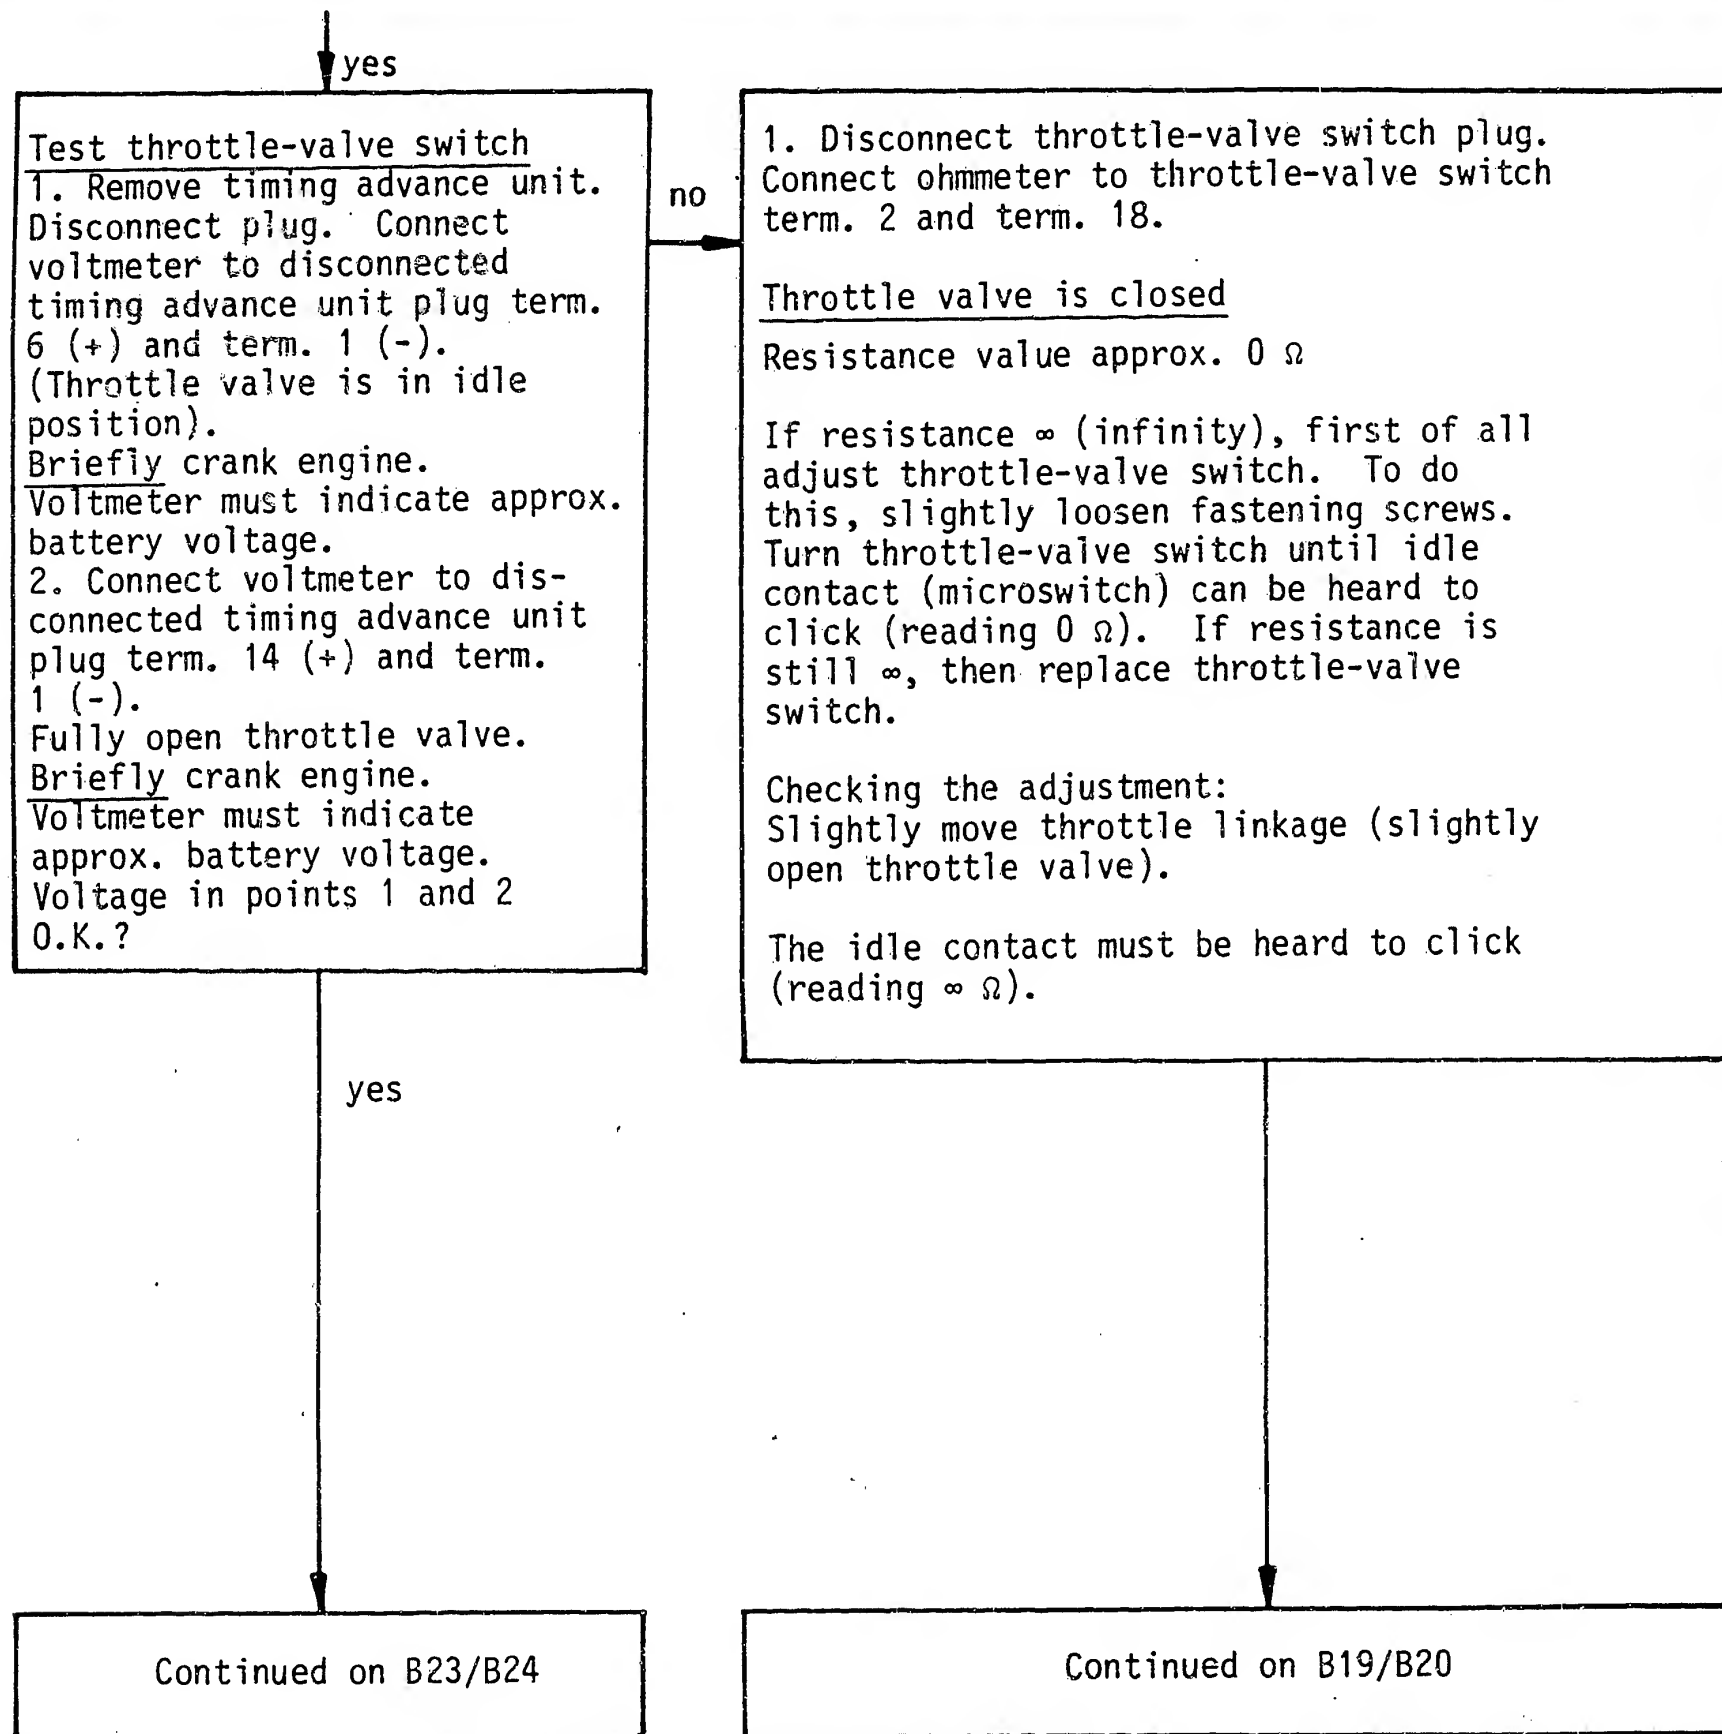 yes
Test throttle-valve switch
1. Remove timing advance unit.
Disconnect plug. Connect
voltmeter to disconnected
timing advance unit plug term.
6 (+) and term. 1 (-).
(Throttle valve is in idle
position).
Briefly crank engine.
Voltmeter must indicate approx.
battery voltage.
2. Connect voltmeter to dis-
connected timing advance unit
plug term. 14 (+) and term.
1 (-).
Fully open throttle valve.
Briefly crank engine.
Voltmeter must indicate
approx. battery voltage.
Voltage in points 1 and 2
O.K.?
no
1. Disconnect throttle-valve switch plug.
Connect ohmmeter to throttle-valve switch
term. 2 and term. 18.
Throttle valve is closed
Resistance value approx. 0 Ω
If resistance ∞ (infinity), first of all
adjust throttle-valve switch. To do
this, slightly loosen fastening screws.
Turn throttle-valve switch until idle
contact (microswitch) can be heard to
click (reading 0 Ω). If resistance is
still ∞, then replace throttle-valve
switch.
Checking the adjustment:
Slightly move throttle linkage (slightly
open throttle valve).
The idle contact must be heard to click
(reading ∞ Ω).
yes
Continued on B23/B24
Continued on B19/B20